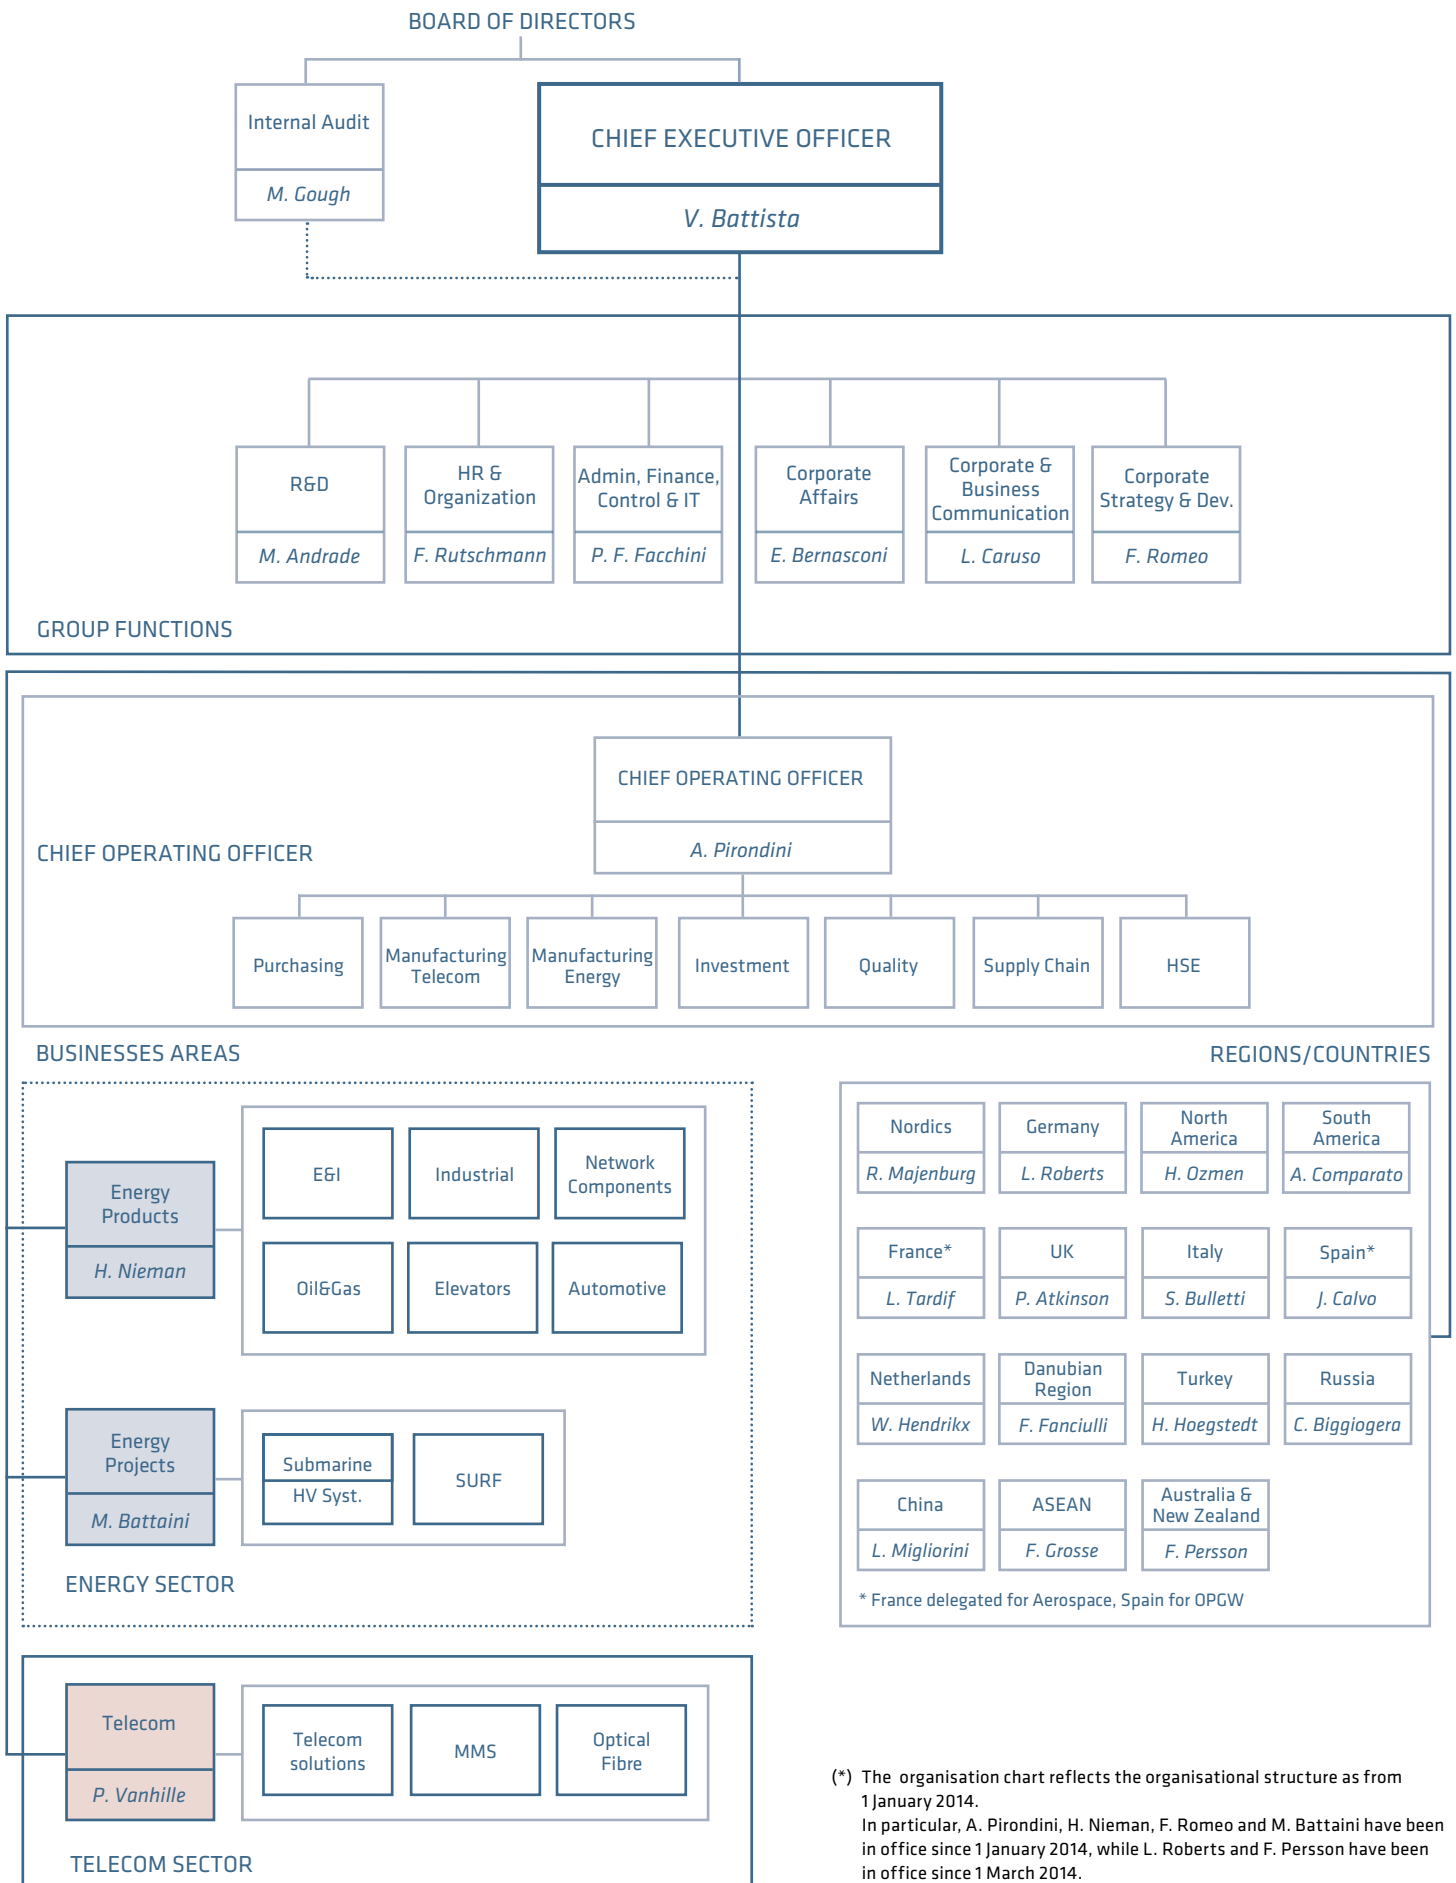 BOARD OF DIRECTORS
Internal Audit
M. Gough
CHIEF EXECUTIVE OFFICER
V. Battista
R&D
M. Andrade
HR &
Organization
F. Rutschmann
Admin, Finance,
Control & IT
P. F. Facchini
Corporate
Affairs
E. Bernasconi
Corporate &
Business
Communication
L. Caruso
Corporate
Strategy & Dev.
F. Romeo
GROUP FUNCTIONS
CHIEF OPERATING OFFICER
A. Pirondini
CHIEF OPERATING OFFICER
Purchasing
Manufacturing
Telecom
Manufacturing
Energy
Investment
Quality
Supply Chain
HSE
BUSINESSES AREAS
Energy
Products
H. Nieman
E&I
Industrial
Network
Components
Oil&Gas
Elevators
Automotive
Energy
Projects
M. Battaini
Submarine
HV Syst.
SURF
ENERGY SECTOR
Telecom
P. Vanhille
Telecom
solutions
MMS
Optical
Fibre
TELECOM SECTOR
REGIONS/COUNTRIES
Nordics
R. Majenburg
Germany
L. Roberts
North
America
H. Ozmen
South
America
A. Comparato
France*
L. Tardif
UK
P. Atkinson
Italy
S. Bulletti
Spain*
J. Calvo
Netherlands
W. Hendrikx
Danubian
Region
F. Fanciulli
Turkey
H. Hoegstedt
Russia
C. Biggiogera
China
L. Migliorini
ASEAN
F. Grosse
Australia &
New Zealand
F. Persson
* France delegated for Aerospace, Spain for OPGW
(*) The organisation chart reflects the organisational structure as from
1 January 2014.
In particular, A. Pirondini, H. Nieman, F. Romeo and M. Battaini have been
in office since 1 January 2014, while L. Roberts and F. Persson have been
in office since 1 March 2014.